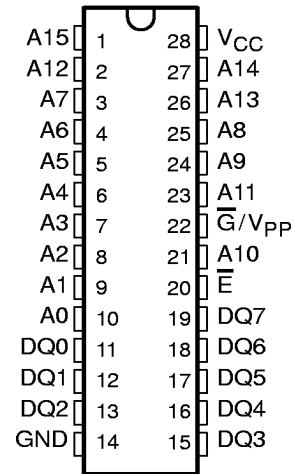 A15 1 28 VCC
A12 2 27 A14
A7 3 26 A13
A6 4 25 A8
A5 5 24 A9
A4 6 23 A11
A3 7 22 G̅/VPP
A2 8 21 A10
A1 9 20 E̅
A0 10 19 DQ7
DQ0 11 18 DQ6
DQ1 12 17 DQ5
DQ2 13 16 DQ4
GND 14 15 DQ3